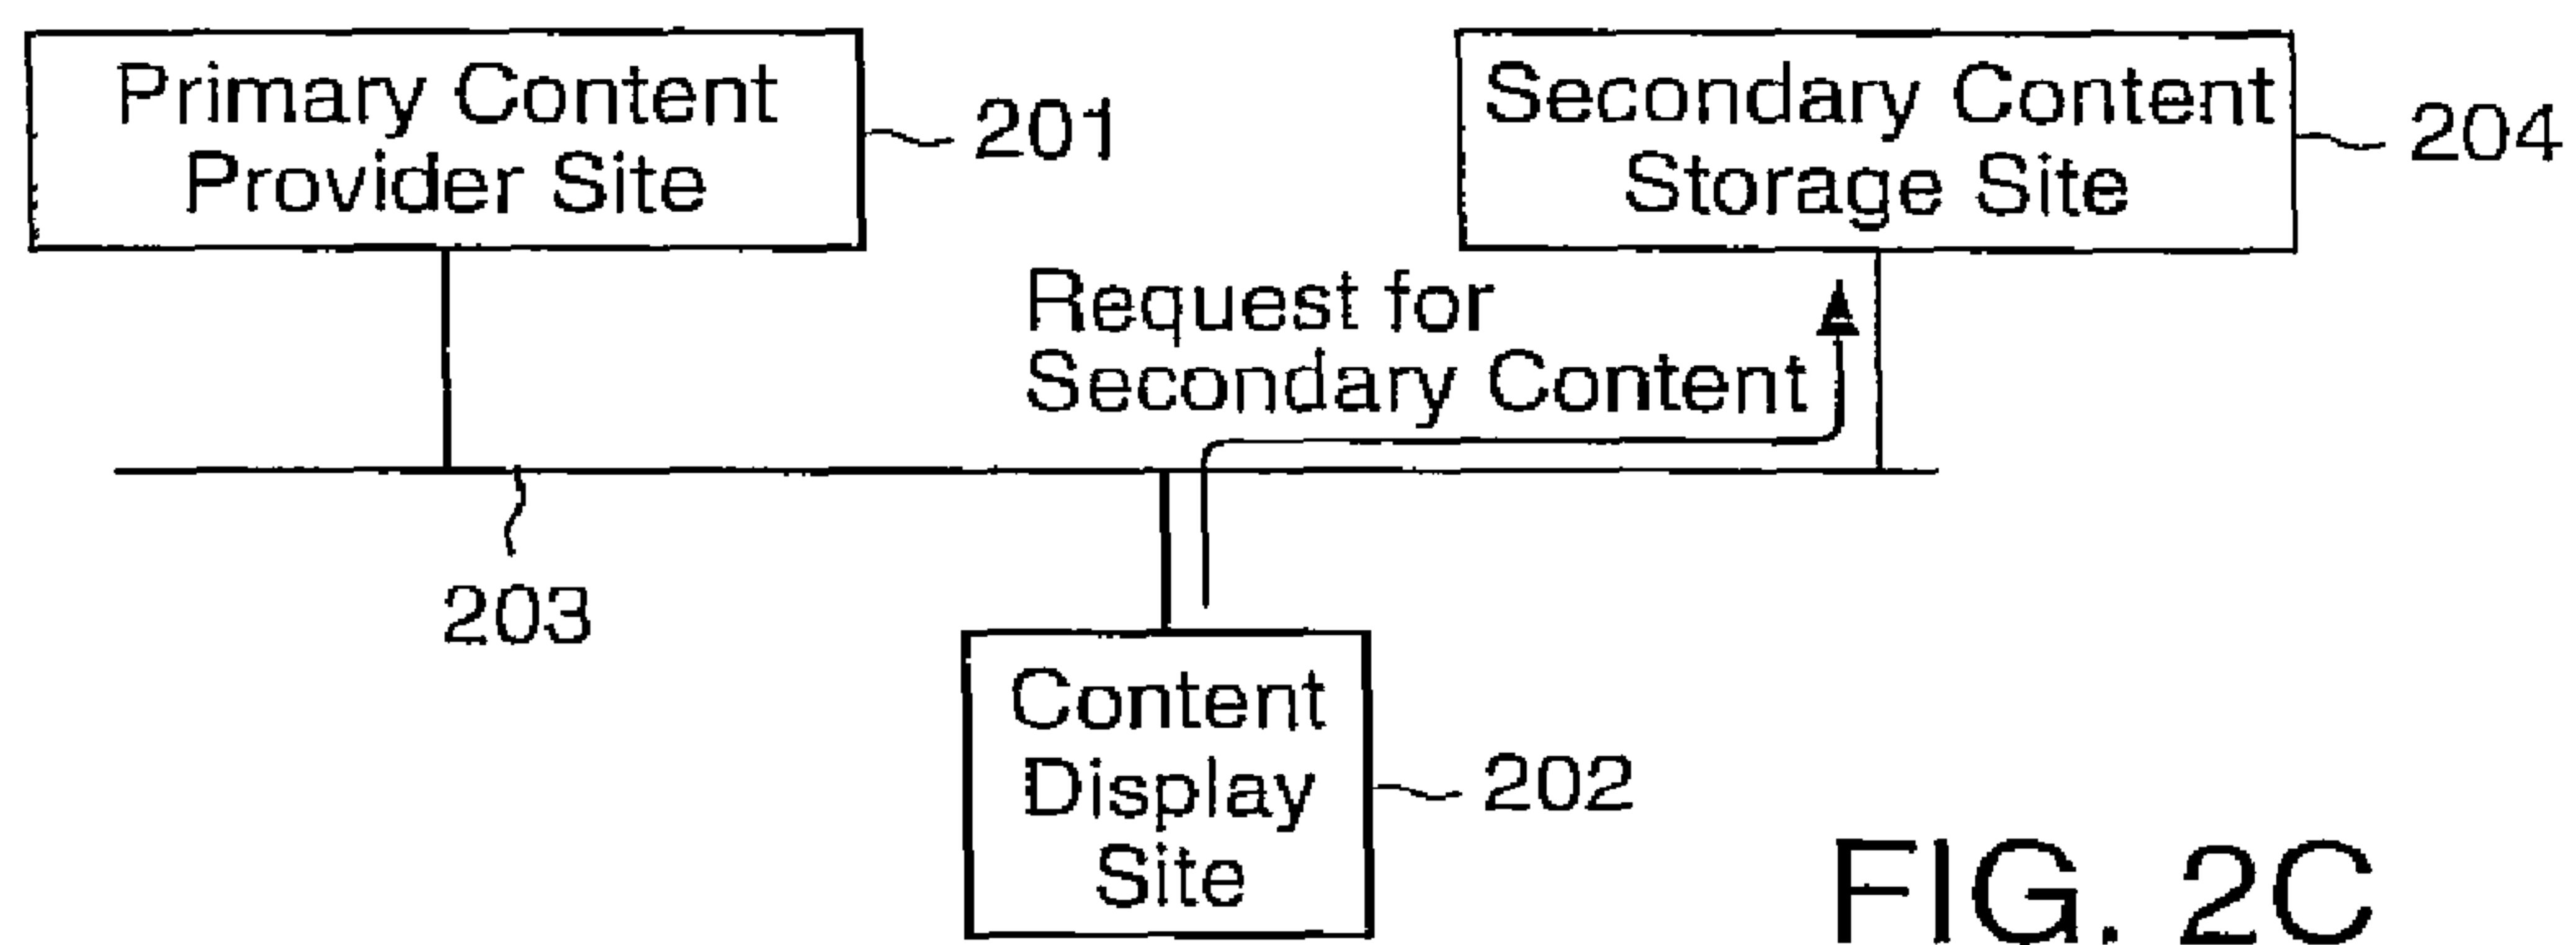 Primary Content
Provider Site
201
Secondary Content
Storage Site
204
Request for
Secondary Content
203
Content
Display
Site
202
FIG. 2C